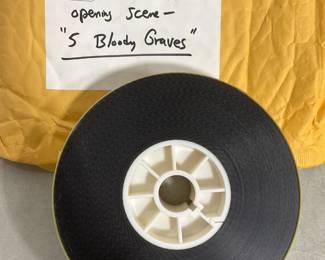 opening scene –
"5 Bloody Graves"